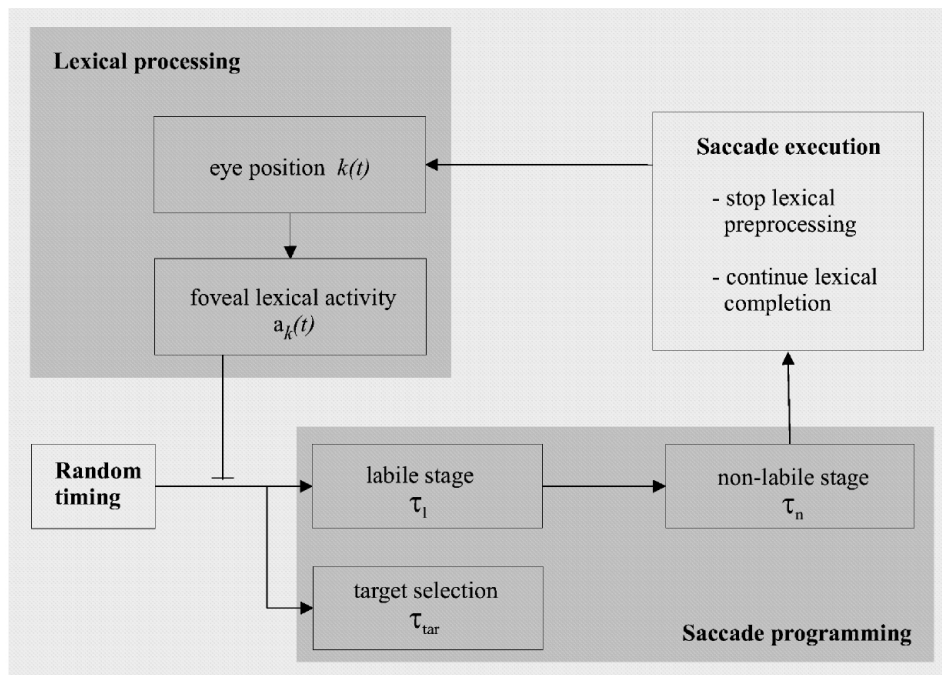 Lexical processing
eye position k(t)
foveal lexical activity
a_k(t)
Saccade execution
- stop lexical
preprocessing
- continue lexical
completion
Random
timing
labile stage
τ_l
non-labile stage
τ_n
target selection
τ_tar
Saccade programming